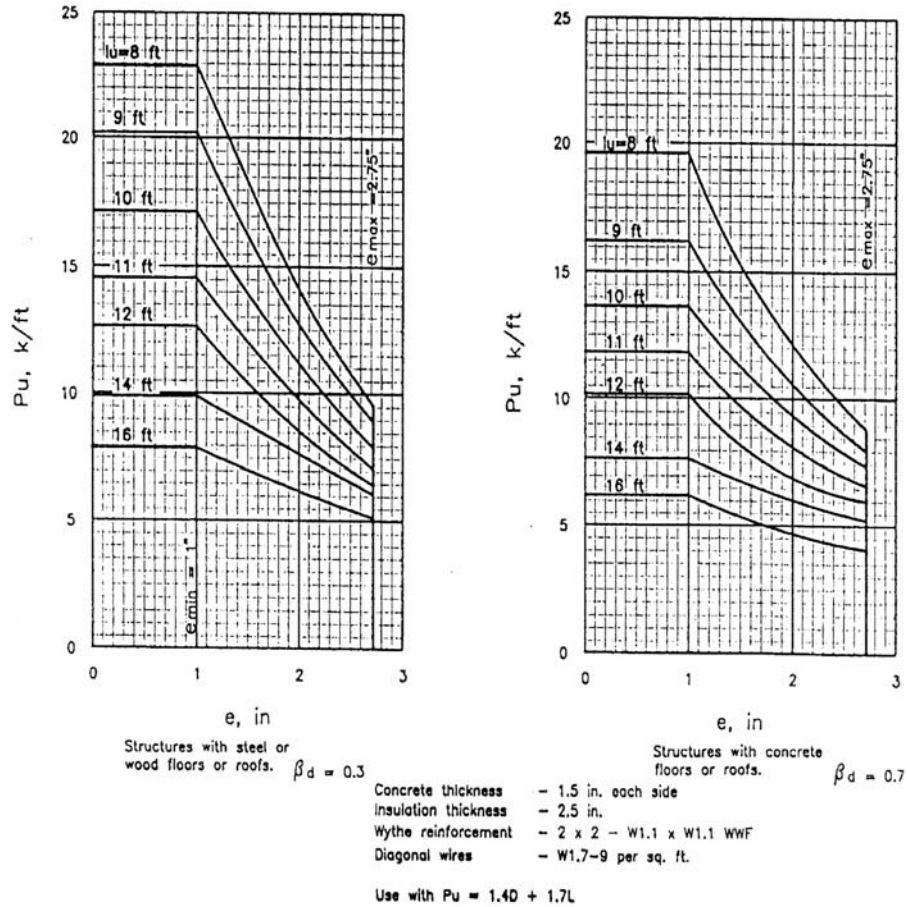 25
20
15
10
5
0
Pu, k/ft
lu=8 ft
9 ft
10 ft
11 ft
12 ft
14 ft
16 ft
emin = 1"
emax = 2.75"
0 1 2 3
e, in
Structures with steel or
wood floors or roofs. βd = 0.3
25
20
15
10
5
0
Pu, k/ft
lu=8 ft
9 ft
10 ft
11 ft
12 ft
14 ft
16 ft
emax = 2.75"
0 1 2 3
e, in
Structures with concrete
floors or roofs. βd = 0.7
Concrete thickness - 1.5 in. each side
Insulation thickness - 2.5 in.
Wythe reinforcement - 2 x 2 - W1.1 x W1.1 WWF
Diagonal wires - W1.7-9 per sq. ft.
Use with Pu = 1.4D + 1.7L